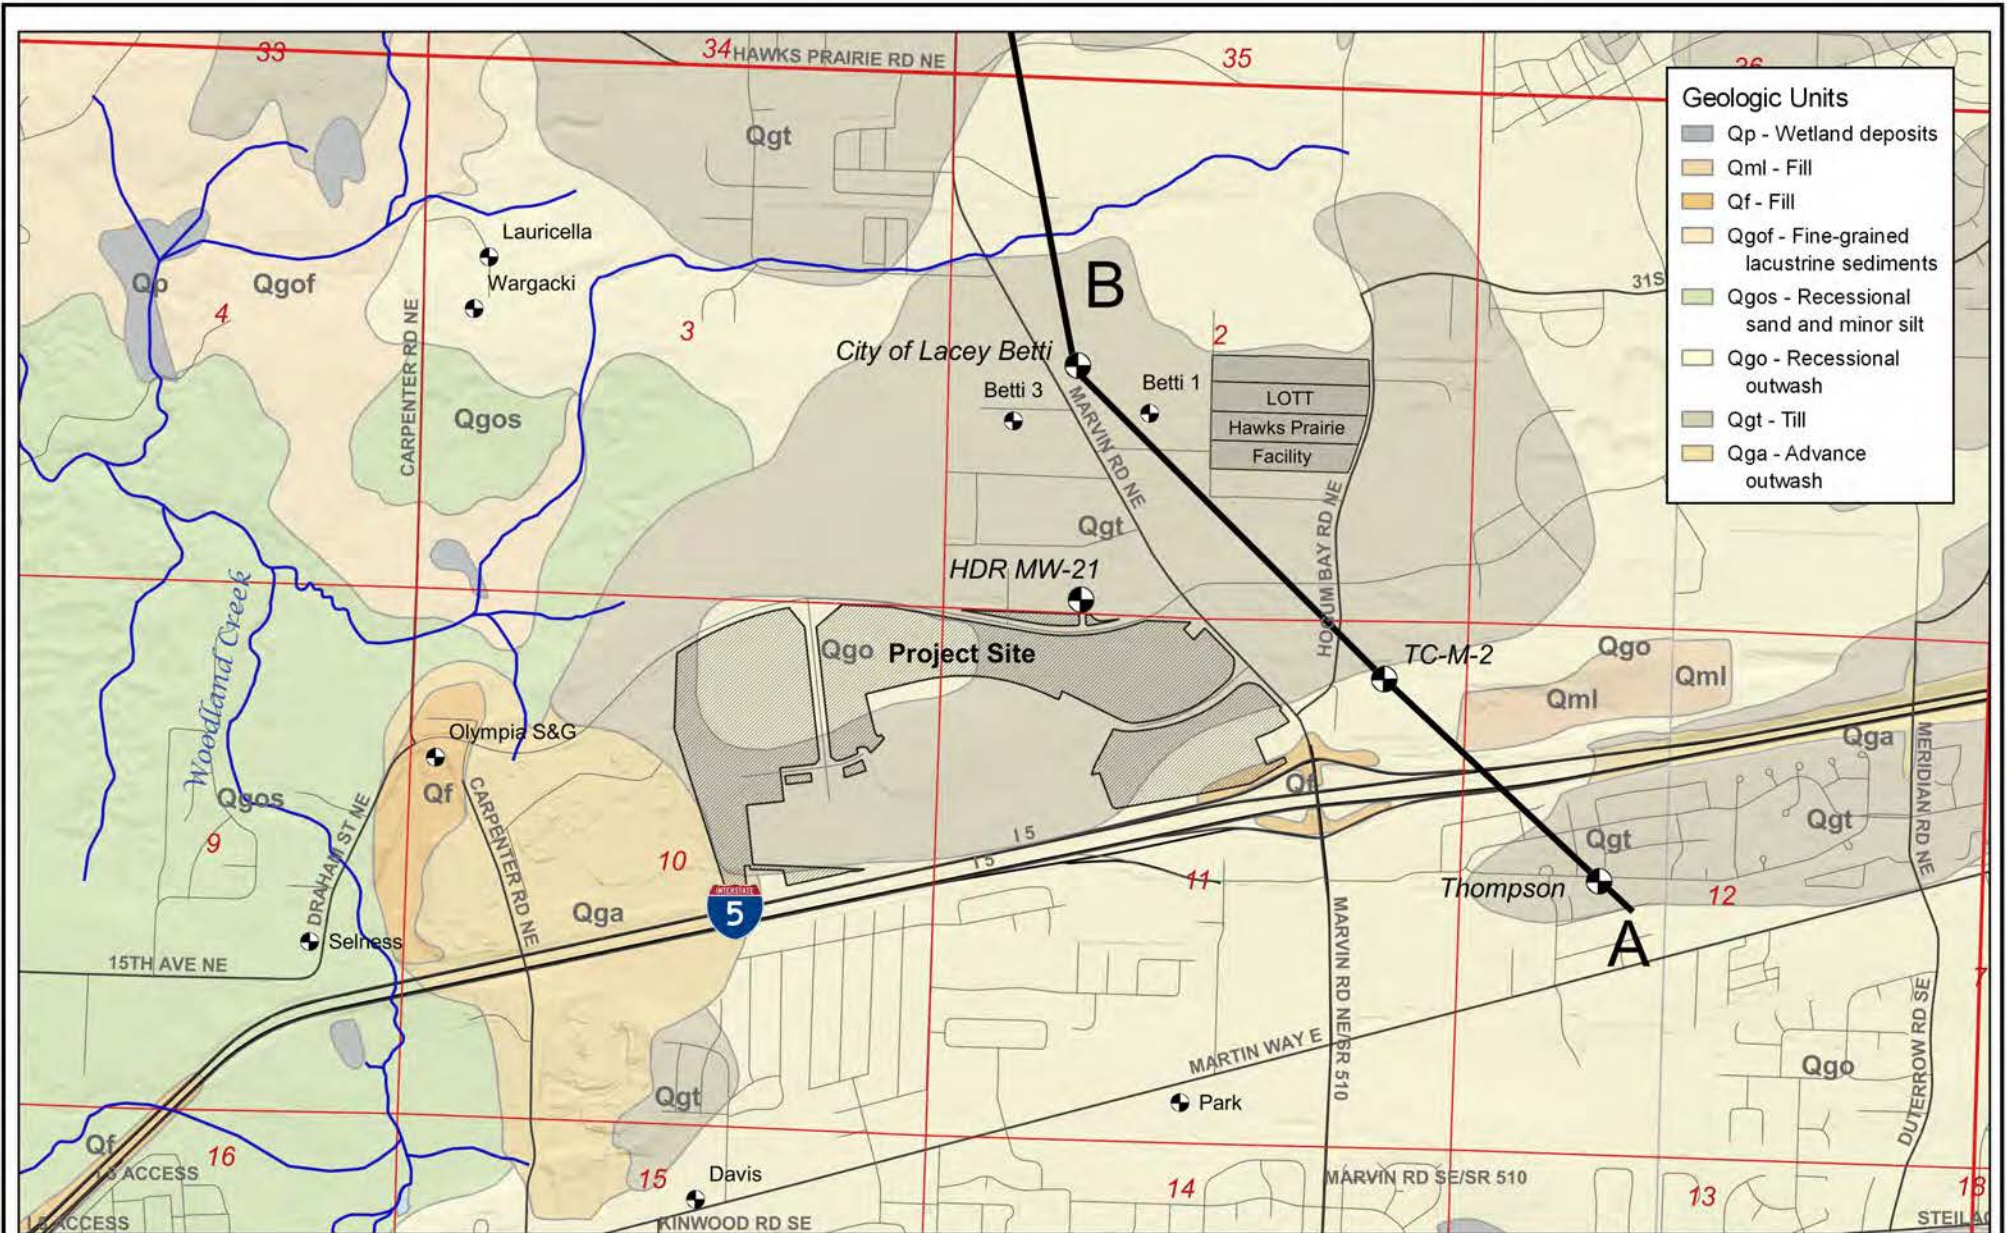 33
34
HAWKS PRAIRIE RD NE
35
Geologic Units
Qp - Wetland deposits
Qml - Fill
Qf - Fill
Qgof - Fine-grained
lacustrine sediments
Qgos - Recessional
sand and minor silt
Qgo - Recessional
outwash
Qgt - Till
Qga - Advance
outwash
Qgt
Lauricella
Wargacki
Qp
Qgof
4
CARPENTER RD NE
3
B
2
31S
City of Lacey Betti
Betti 3
Betti 1
MARVIN RD NE
LOTT
Hawks Prairie
Facility
Qgos
Qgt
HOGUM BAY RD NE
HDR MW-21
Woodland Creek
Qgo
Project Site
TC-M-2
Qgo
Qml
Qml
Olympia S&G
Qf
Qf
Qga
MERIDIAN RD NE
Qgos
9
DRAHAM ST NE
CARPENTER RD NE
10
I 5
I 5
11
Qgt
Qgt
Thompson
12
INTERSTATE
5
Qga
A
Selness
15TH AVE NE
MARVIN RD NE/SR 510
7
DUTERROW RD SE
MARTIN WAY E
Qgo
Qgt
Park
Qf
16
I 5 ACCESS
15
Davis
14
MARVIN RD SE/SR 510
13
18
I 5 ACCESS
KINWOOD RD SE